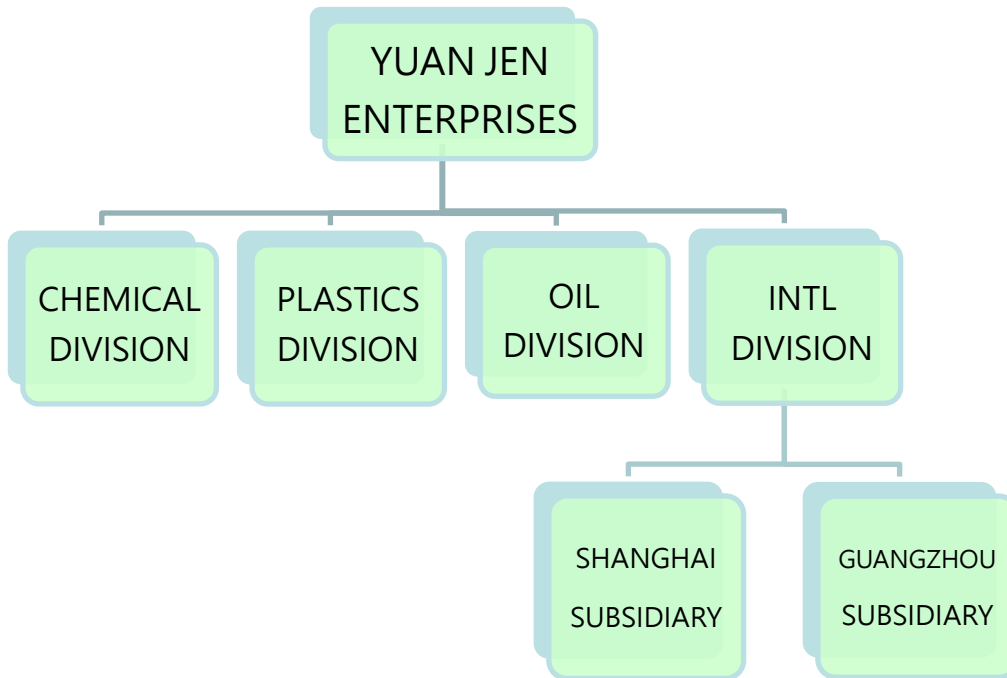 YUAN JEN
ENTERPRISES
CHEMICAL
DIVISION
PLASTICS
DIVISION
OIL
DIVISION
INTL
DIVISION
SHANGHAI
SUBSIDIARY
GUANGZHOU
SUBSIDIARY